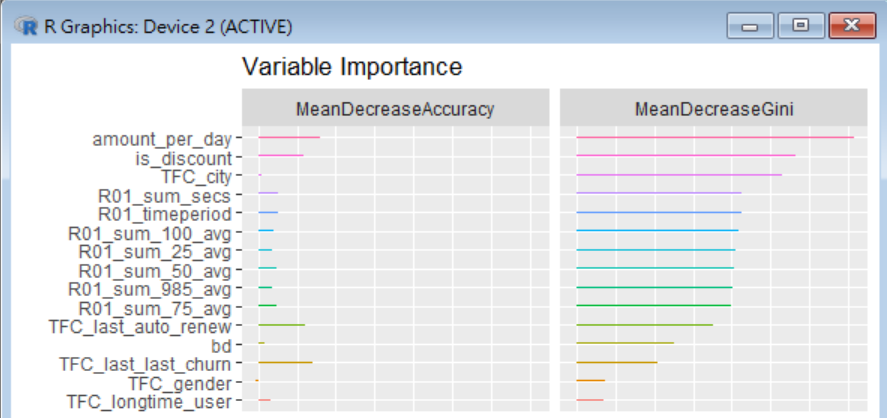 R Graphics: Device 2 (ACTIVE)
Variable Importance
MeanDecreaseAccuracy
MeanDecreaseGini
amount_per_day
is_discount
TFC_city
R01_sum_secs
R01_timeperiod
R01_sum_100_avg
R01_sum_25_avg
R01_sum_50_avg
R01_sum_985_avg
R01_sum_75_avg
TFC_last_auto_renew
bd
TFC_last_last_churn
TFC_gender
TFC_longtime_user